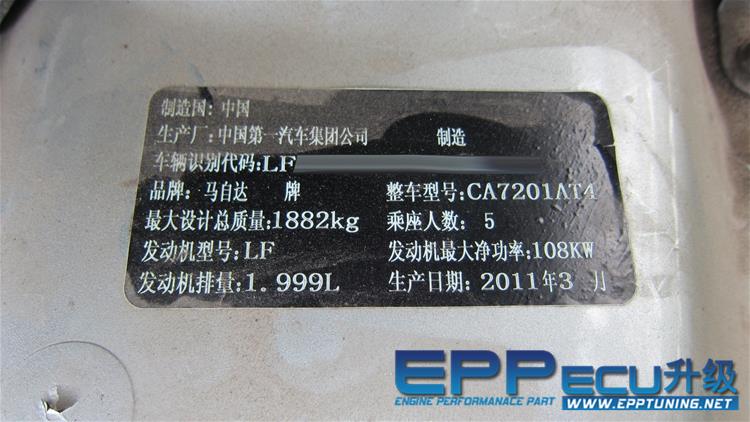 制造国：中国
生产厂：中国第一汽车集团公司 制造
车辆识别代码：LF
品牌：马自达 牌 整车型号：CA7201AT4
最大设计总质量：1882kg 乘座人数：5
发动机型号：LF 发动机最大净功率：108KW
发动机排量：1.999L 生产日期：2011年3 月
EPP ECU升级
ENGINE PERFORMANACE PART WWW.EPPTUNING.NET